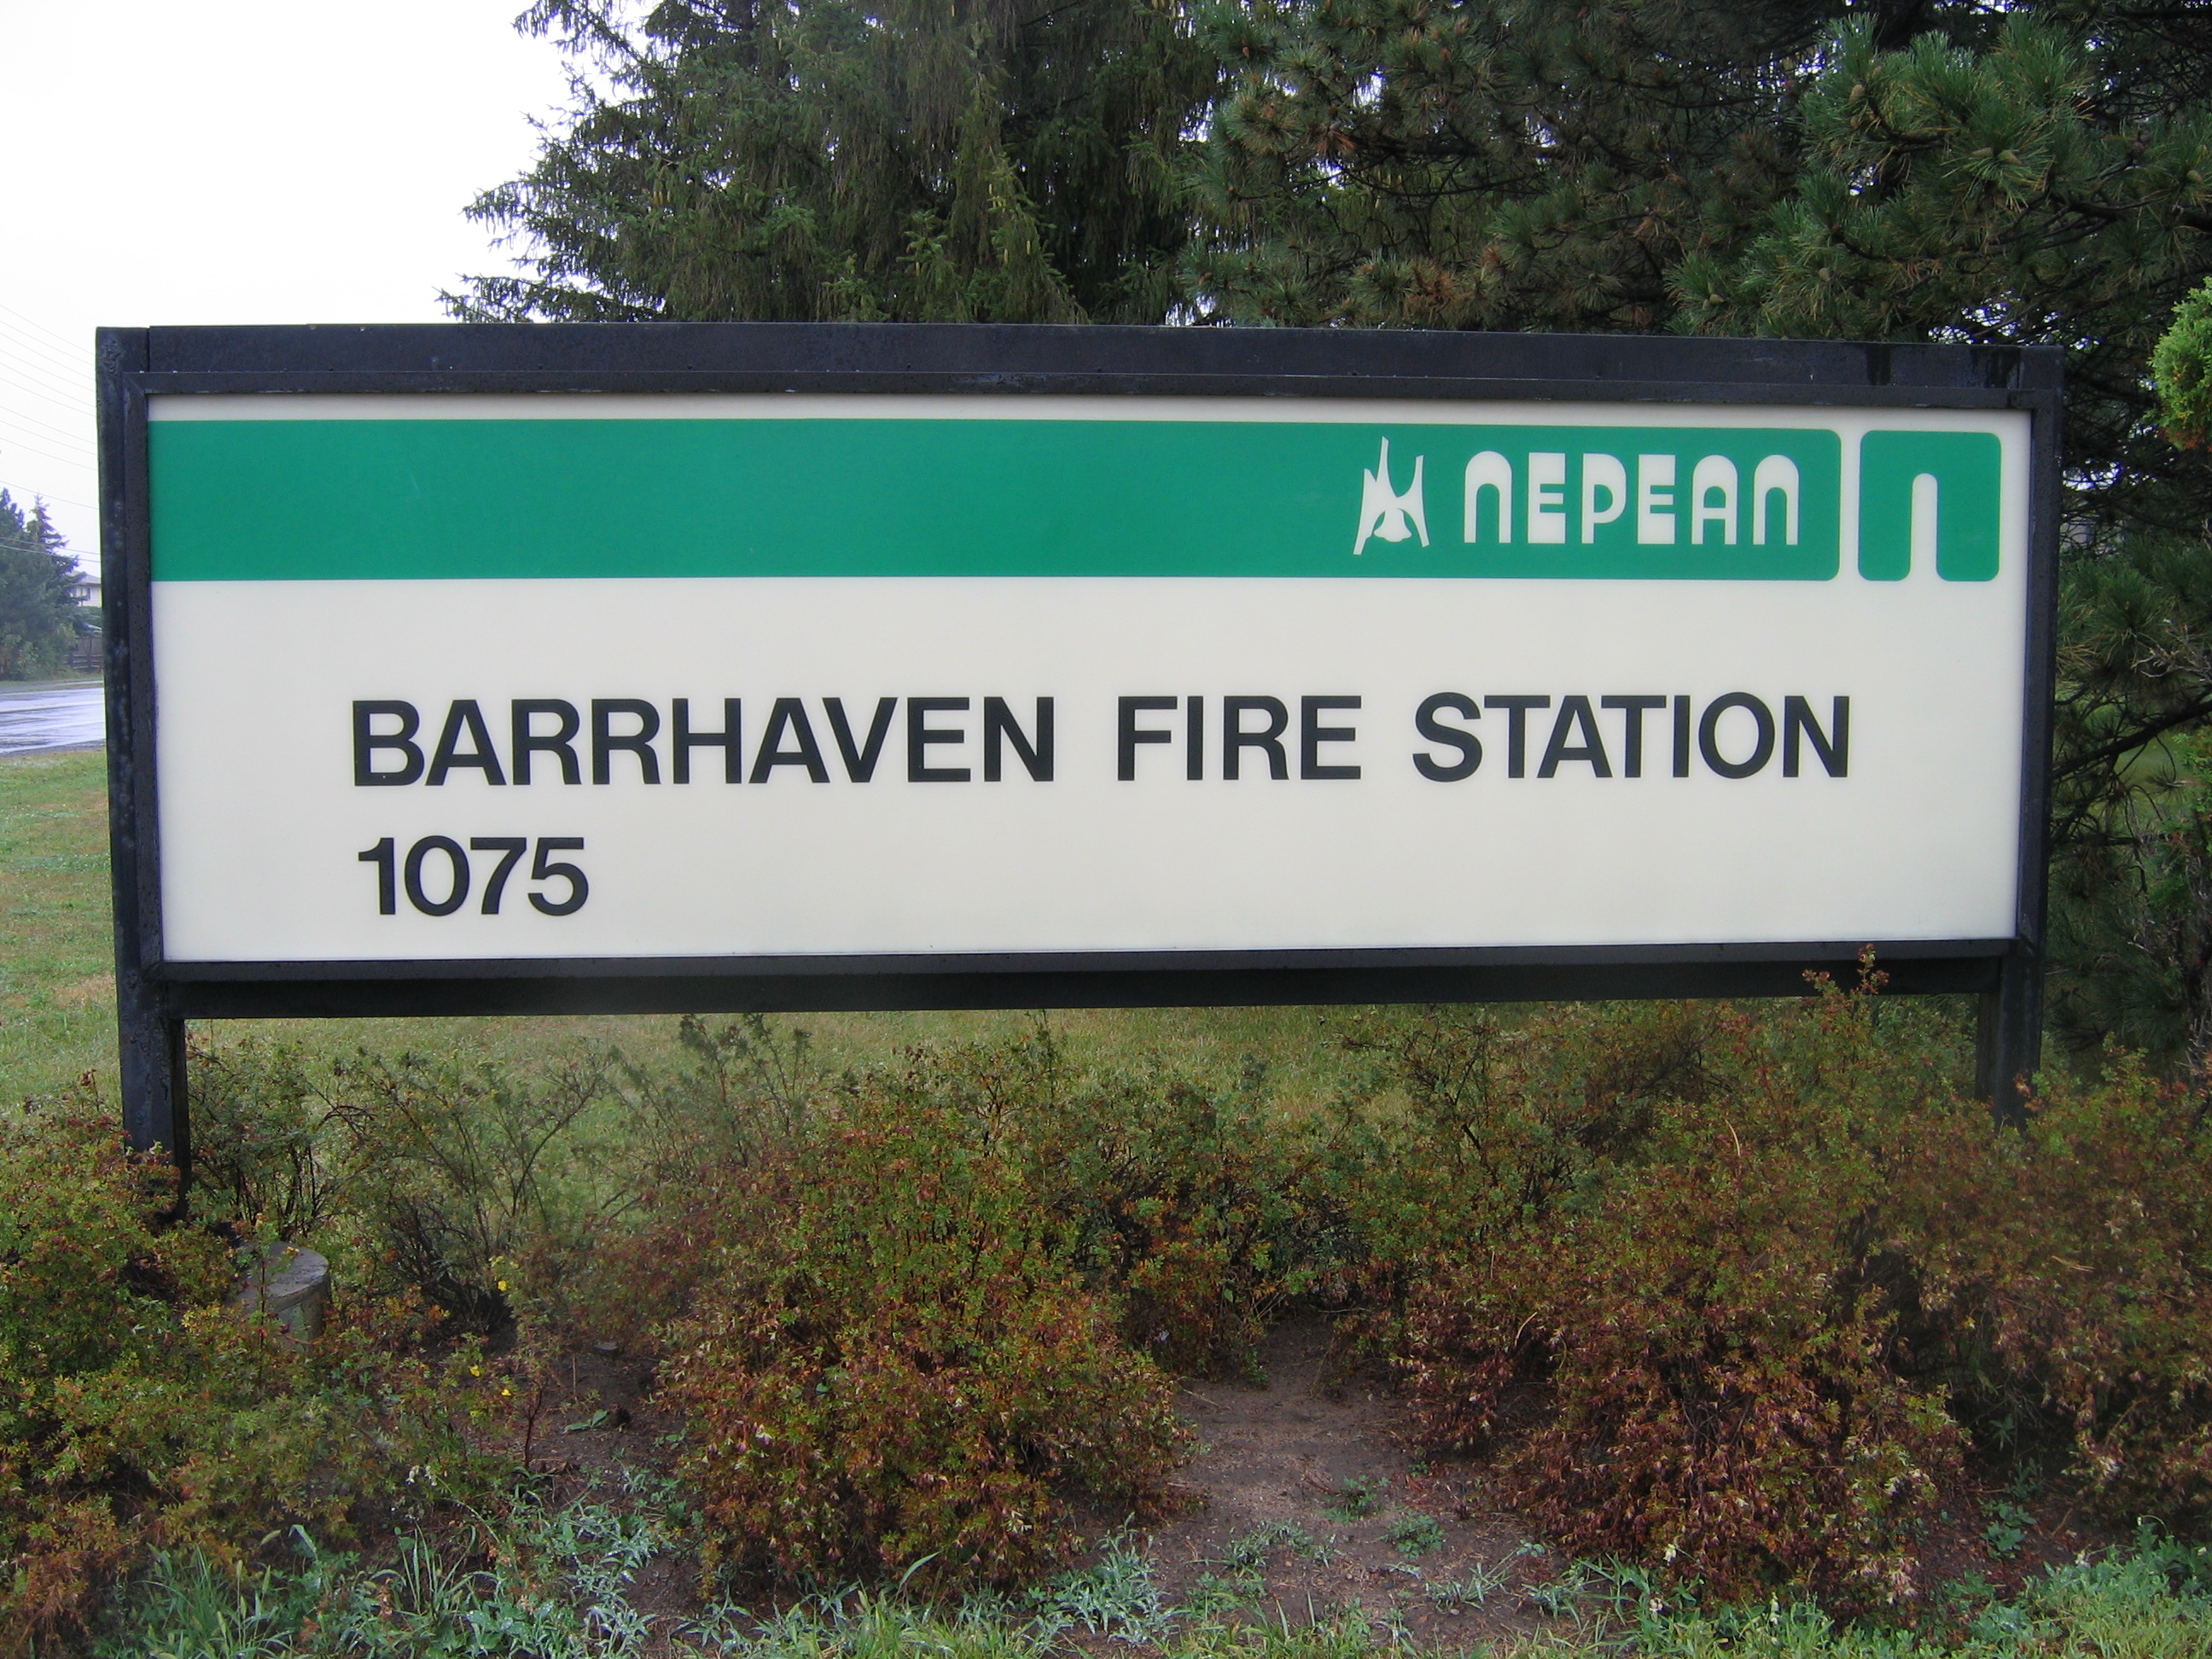 NEPEAN n
BARRHAVEN FIRE STATION
1075